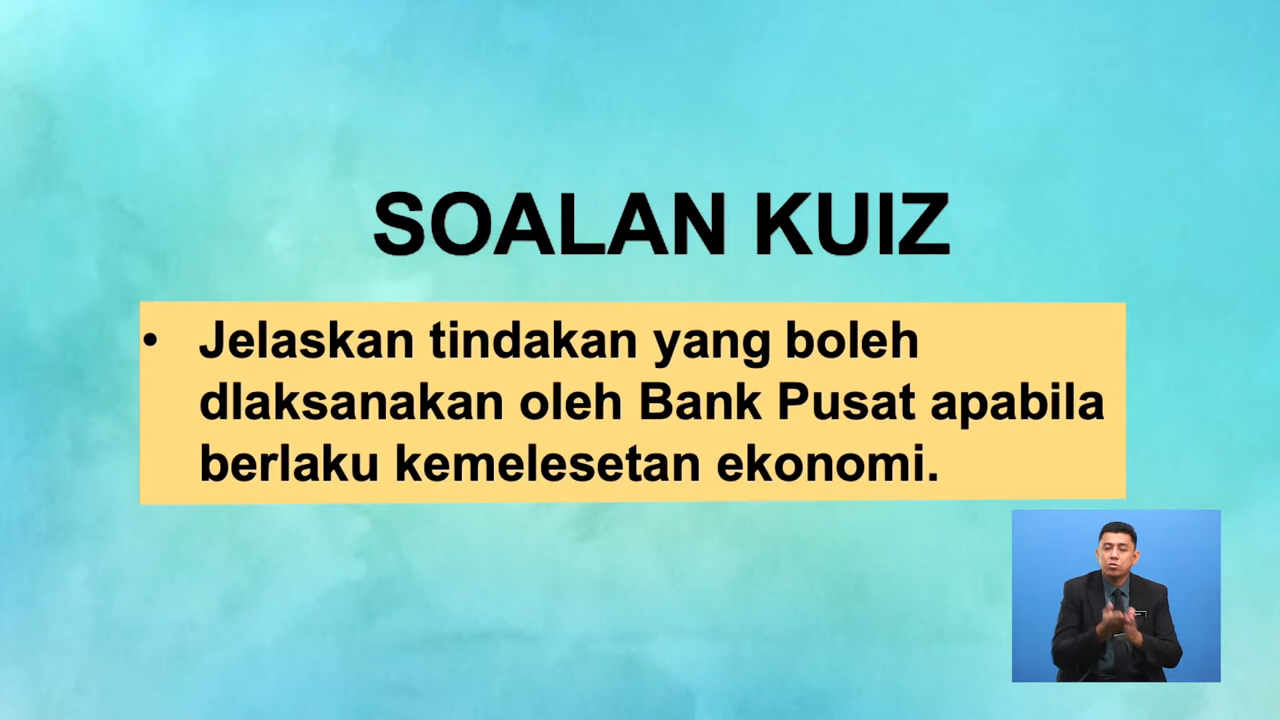 SOALAN KUIZ
• Jelaskan tindakan yang boleh
dlaksanakan oleh Bank Pusat apabila
berlaku kemelesetan ekonomi.